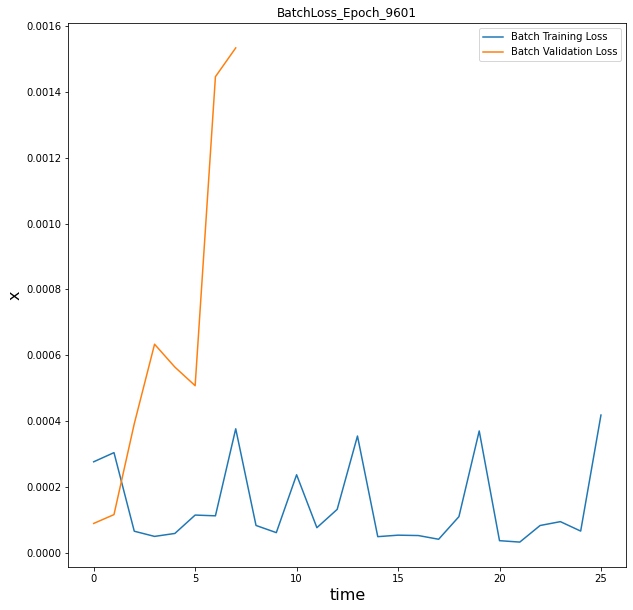 BatchLoss_Epoch_9601
Batch Training Loss
Batch Validation Loss
0.0016
0.0014
0.0012
0.0010
0.0008
0.0006
0.0004
0.0002
0.0000
x
0 5 10 15 20 25
time